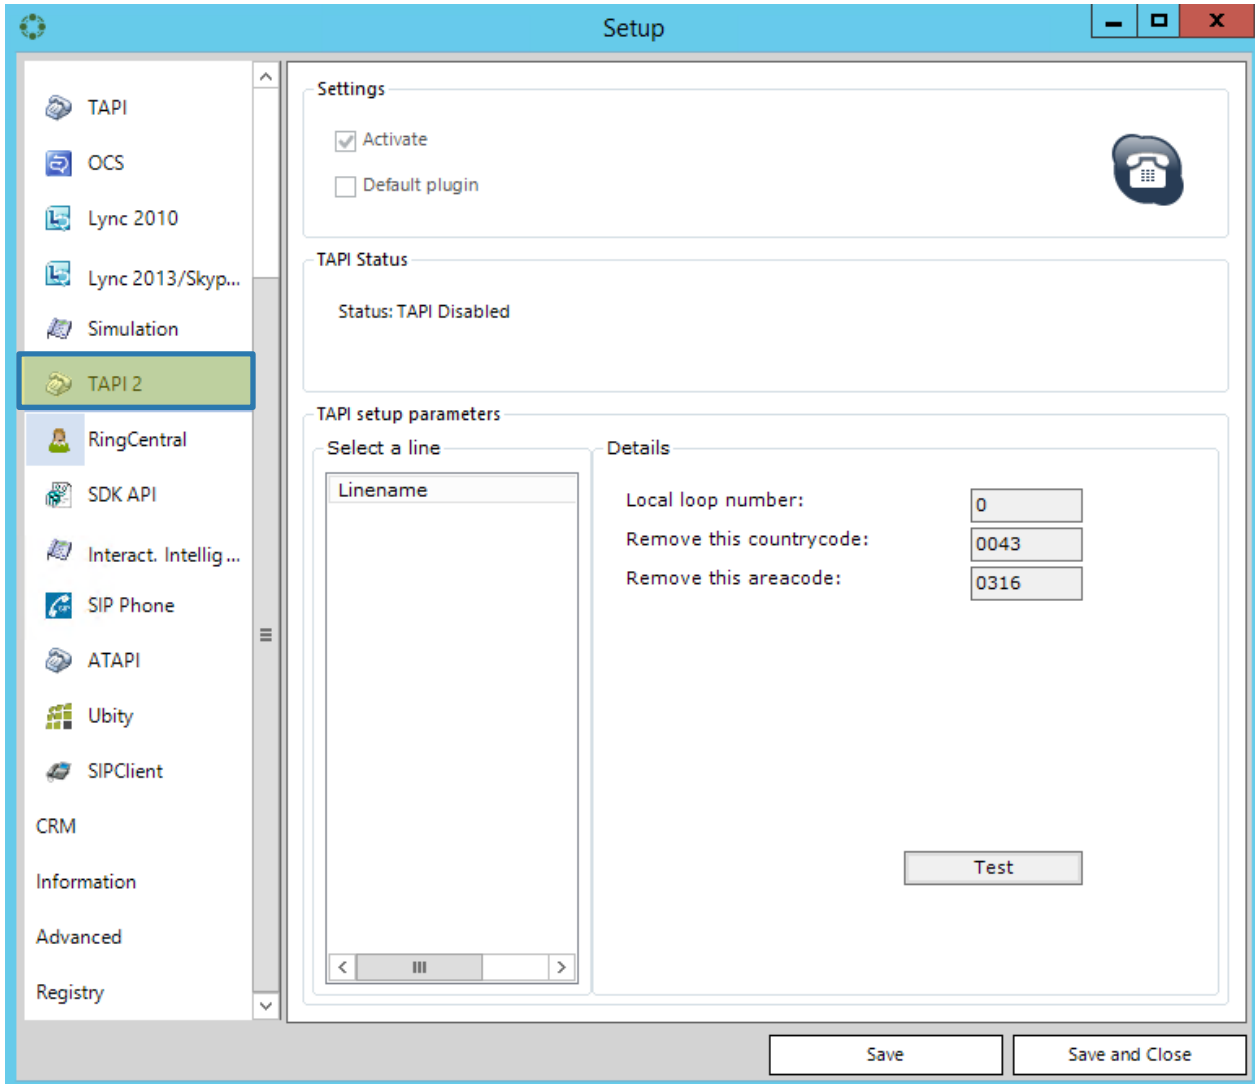 Setup
TAPI
OCS
Lync 2010
Lync 2013/Skyp...
Simulation
TAPI 2
RingCentral
SDK API
Interact. Intellig ...
SIP Phone
ATAPI
Ubity
SIPClient
CRM
Information
Advanced
Registry
Settings
Activate
Default plugin
TAPI Status
Status: TAPI Disabled
TAPI setup parameters
Select a line
Linename
Details
Local loop number: 0
Remove this countrycode: 0043
Remove this areacode: 0316
Test
Save
Save and Close